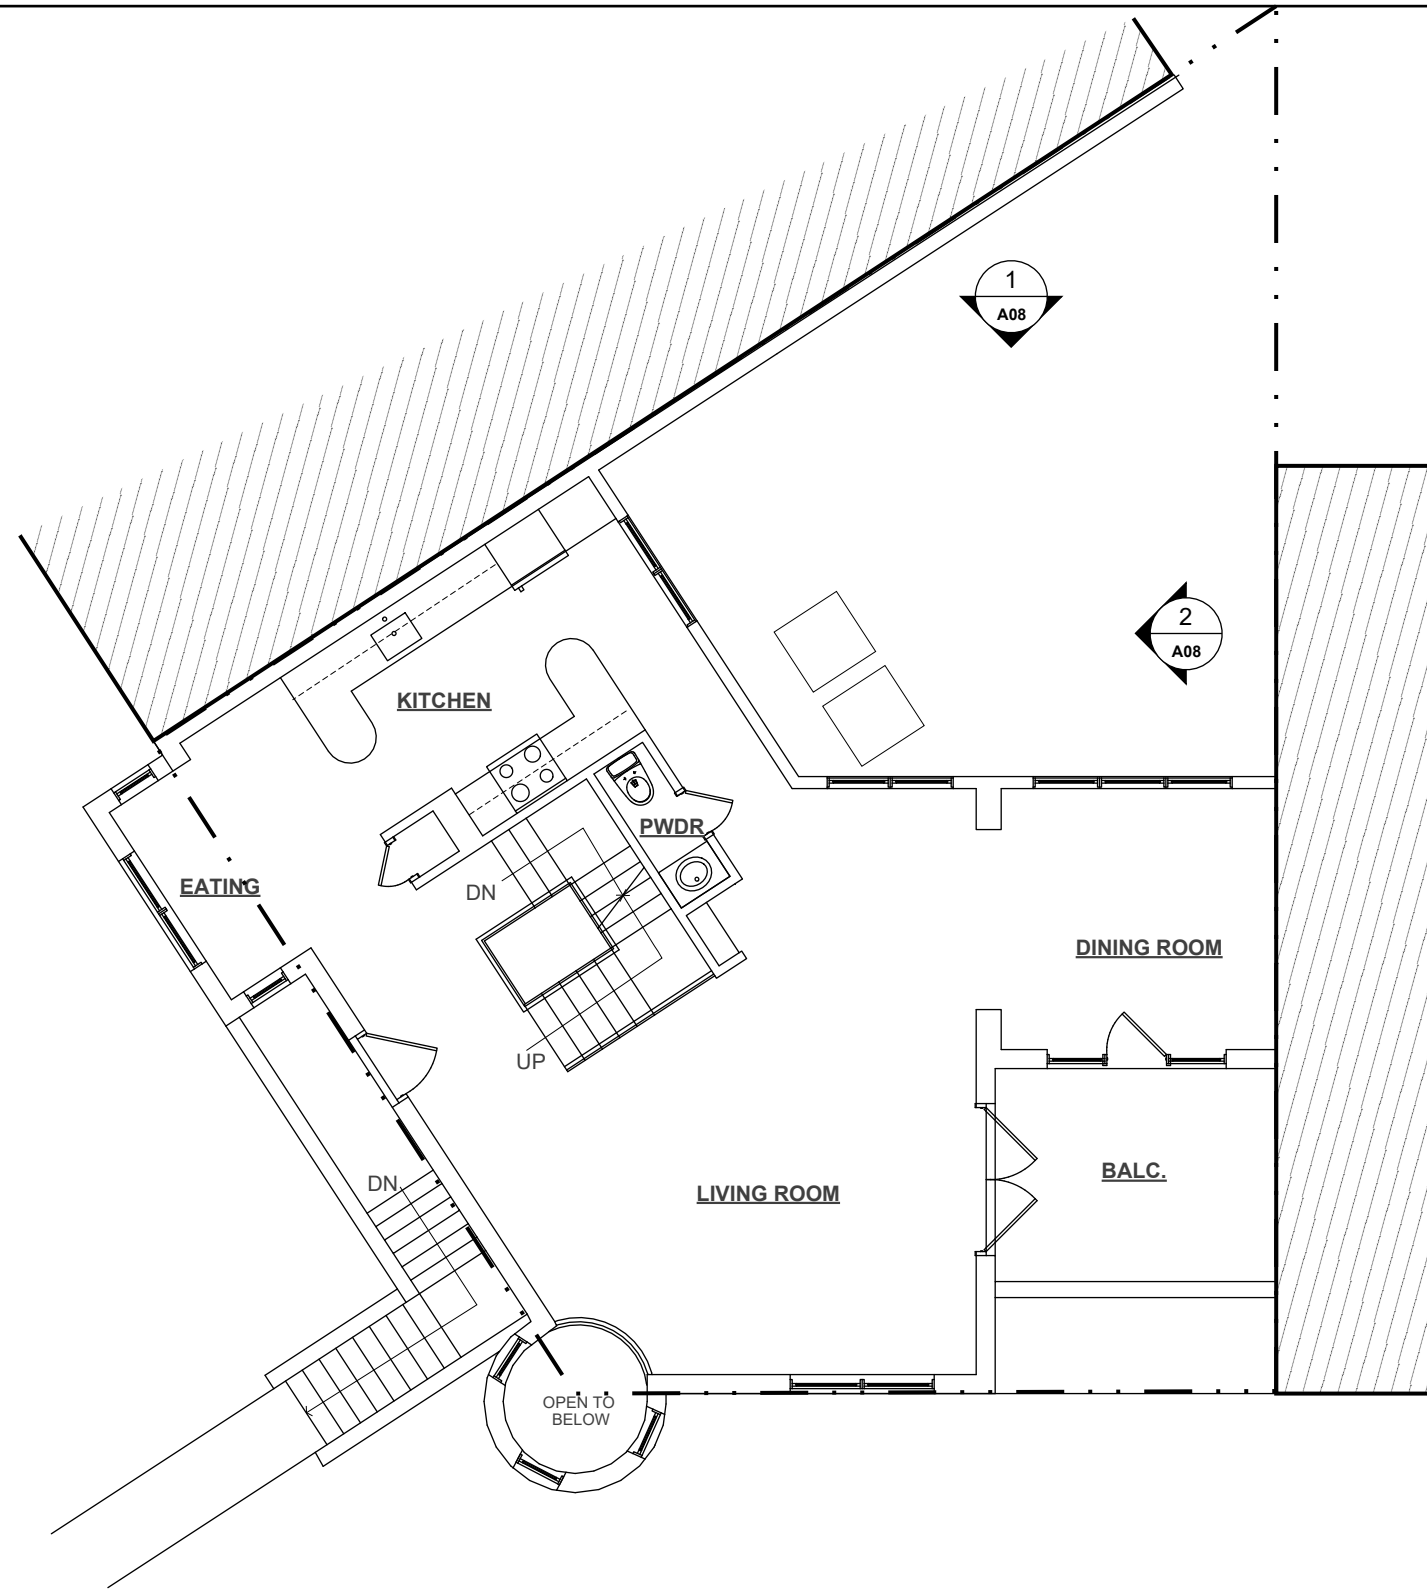 1
A08
2
A08
KITCHEN
PWDR
EATING
DN
DINING ROOM
UP
BALC.
DN
LIVING ROOM
OPEN TO
BELOW